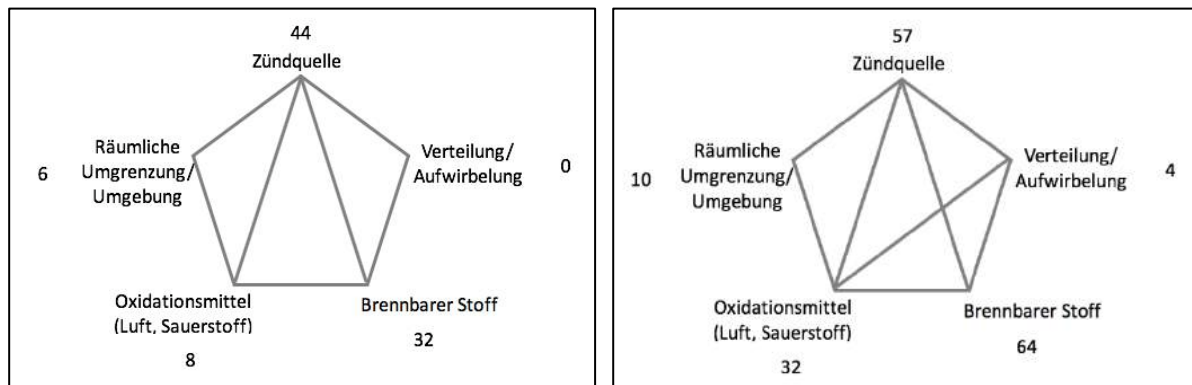 44
Zündquelle
Räumliche
Umgrenzung/
Umgebung
6
Verteilung/
Aufwirbelung
0
Oxidationsmittel
(Luft, Sauerstoff)
8
Brennbarer Stoff
32
57
Zündquelle
Räumliche
Umgrenzung/
Umgebung
10
Verteilung/
Aufwirbelung
4
Oxidationsmittel
(Luft, Sauerstoff)
32
Brennbarer Stoff
64